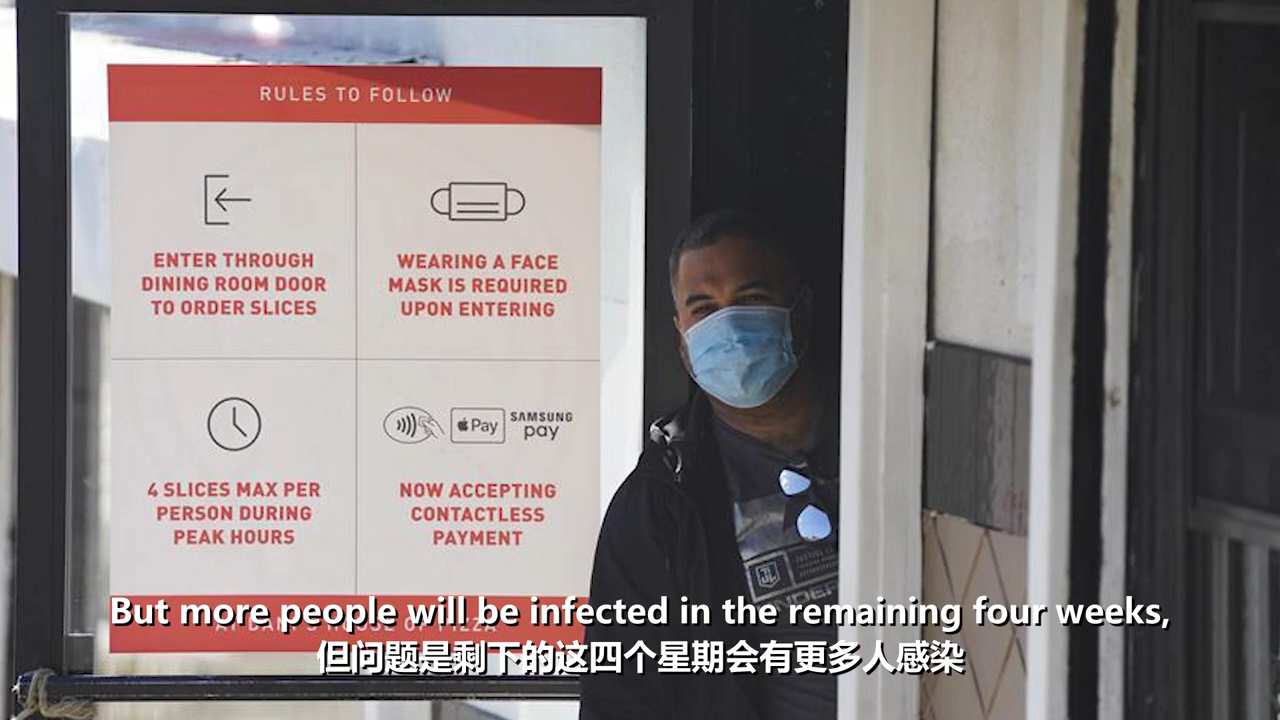 RULES TO FOLLOW
ENTER THROUGH
DINING ROOM DOOR
TO ORDER SLICES
WEARING A FACE
MASK IS REQUIRED
UPON ENTERING
Pay
SAMSUNG
pay
4 SLICES MAX PER
PERSON DURING
PEAK HOURS
NOW ACCEPTING
CONTACTLESS
PAYMENT
But more people will be infected in the remaining four weeks,
但问题是剩下的这四个星期会有更多人感染